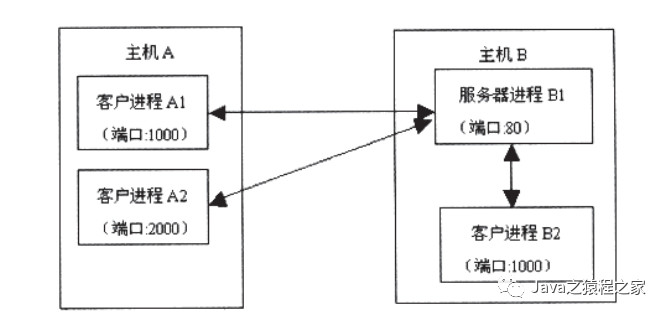 主机 A
客户进程 A1
（端口:1000）
客户进程 A2
（端口:2000）
主机 B
服务器进程 B1
（端口:80）
客户进程 B2
（端口:1000）
Java之猿程之家